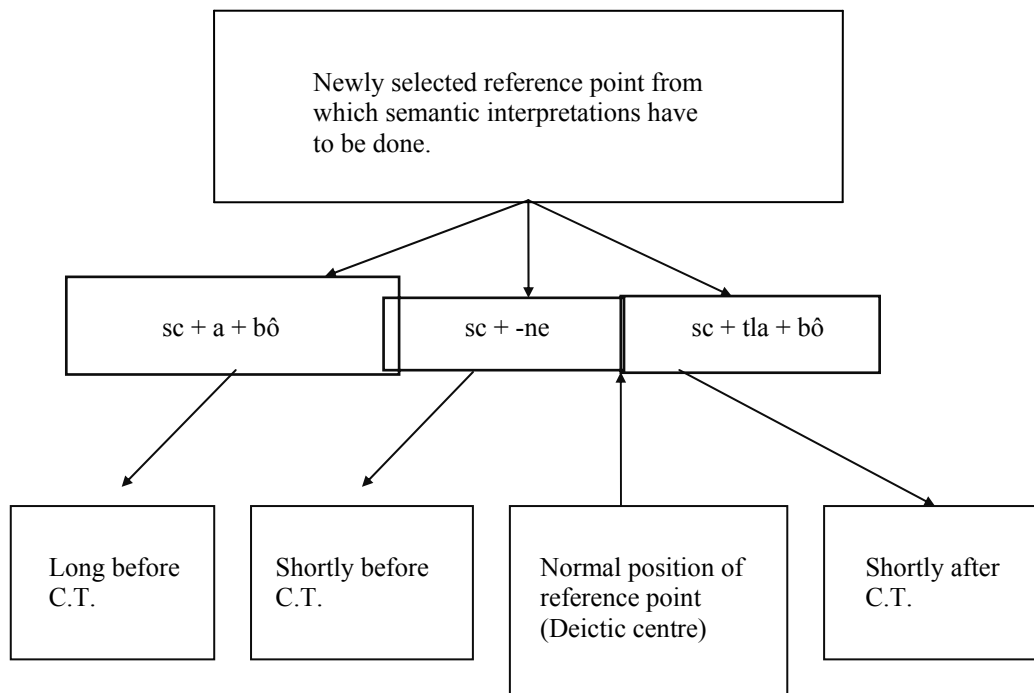 Newly selected reference point from
which semantic interpretations have
to be done.
sc + a + bô
sc + -ne
sc + tla + bô
Long before
C.T.
Shortly before
C.T.
Normal position of
reference point
(Deictic centre)
Shortly after
C.T.